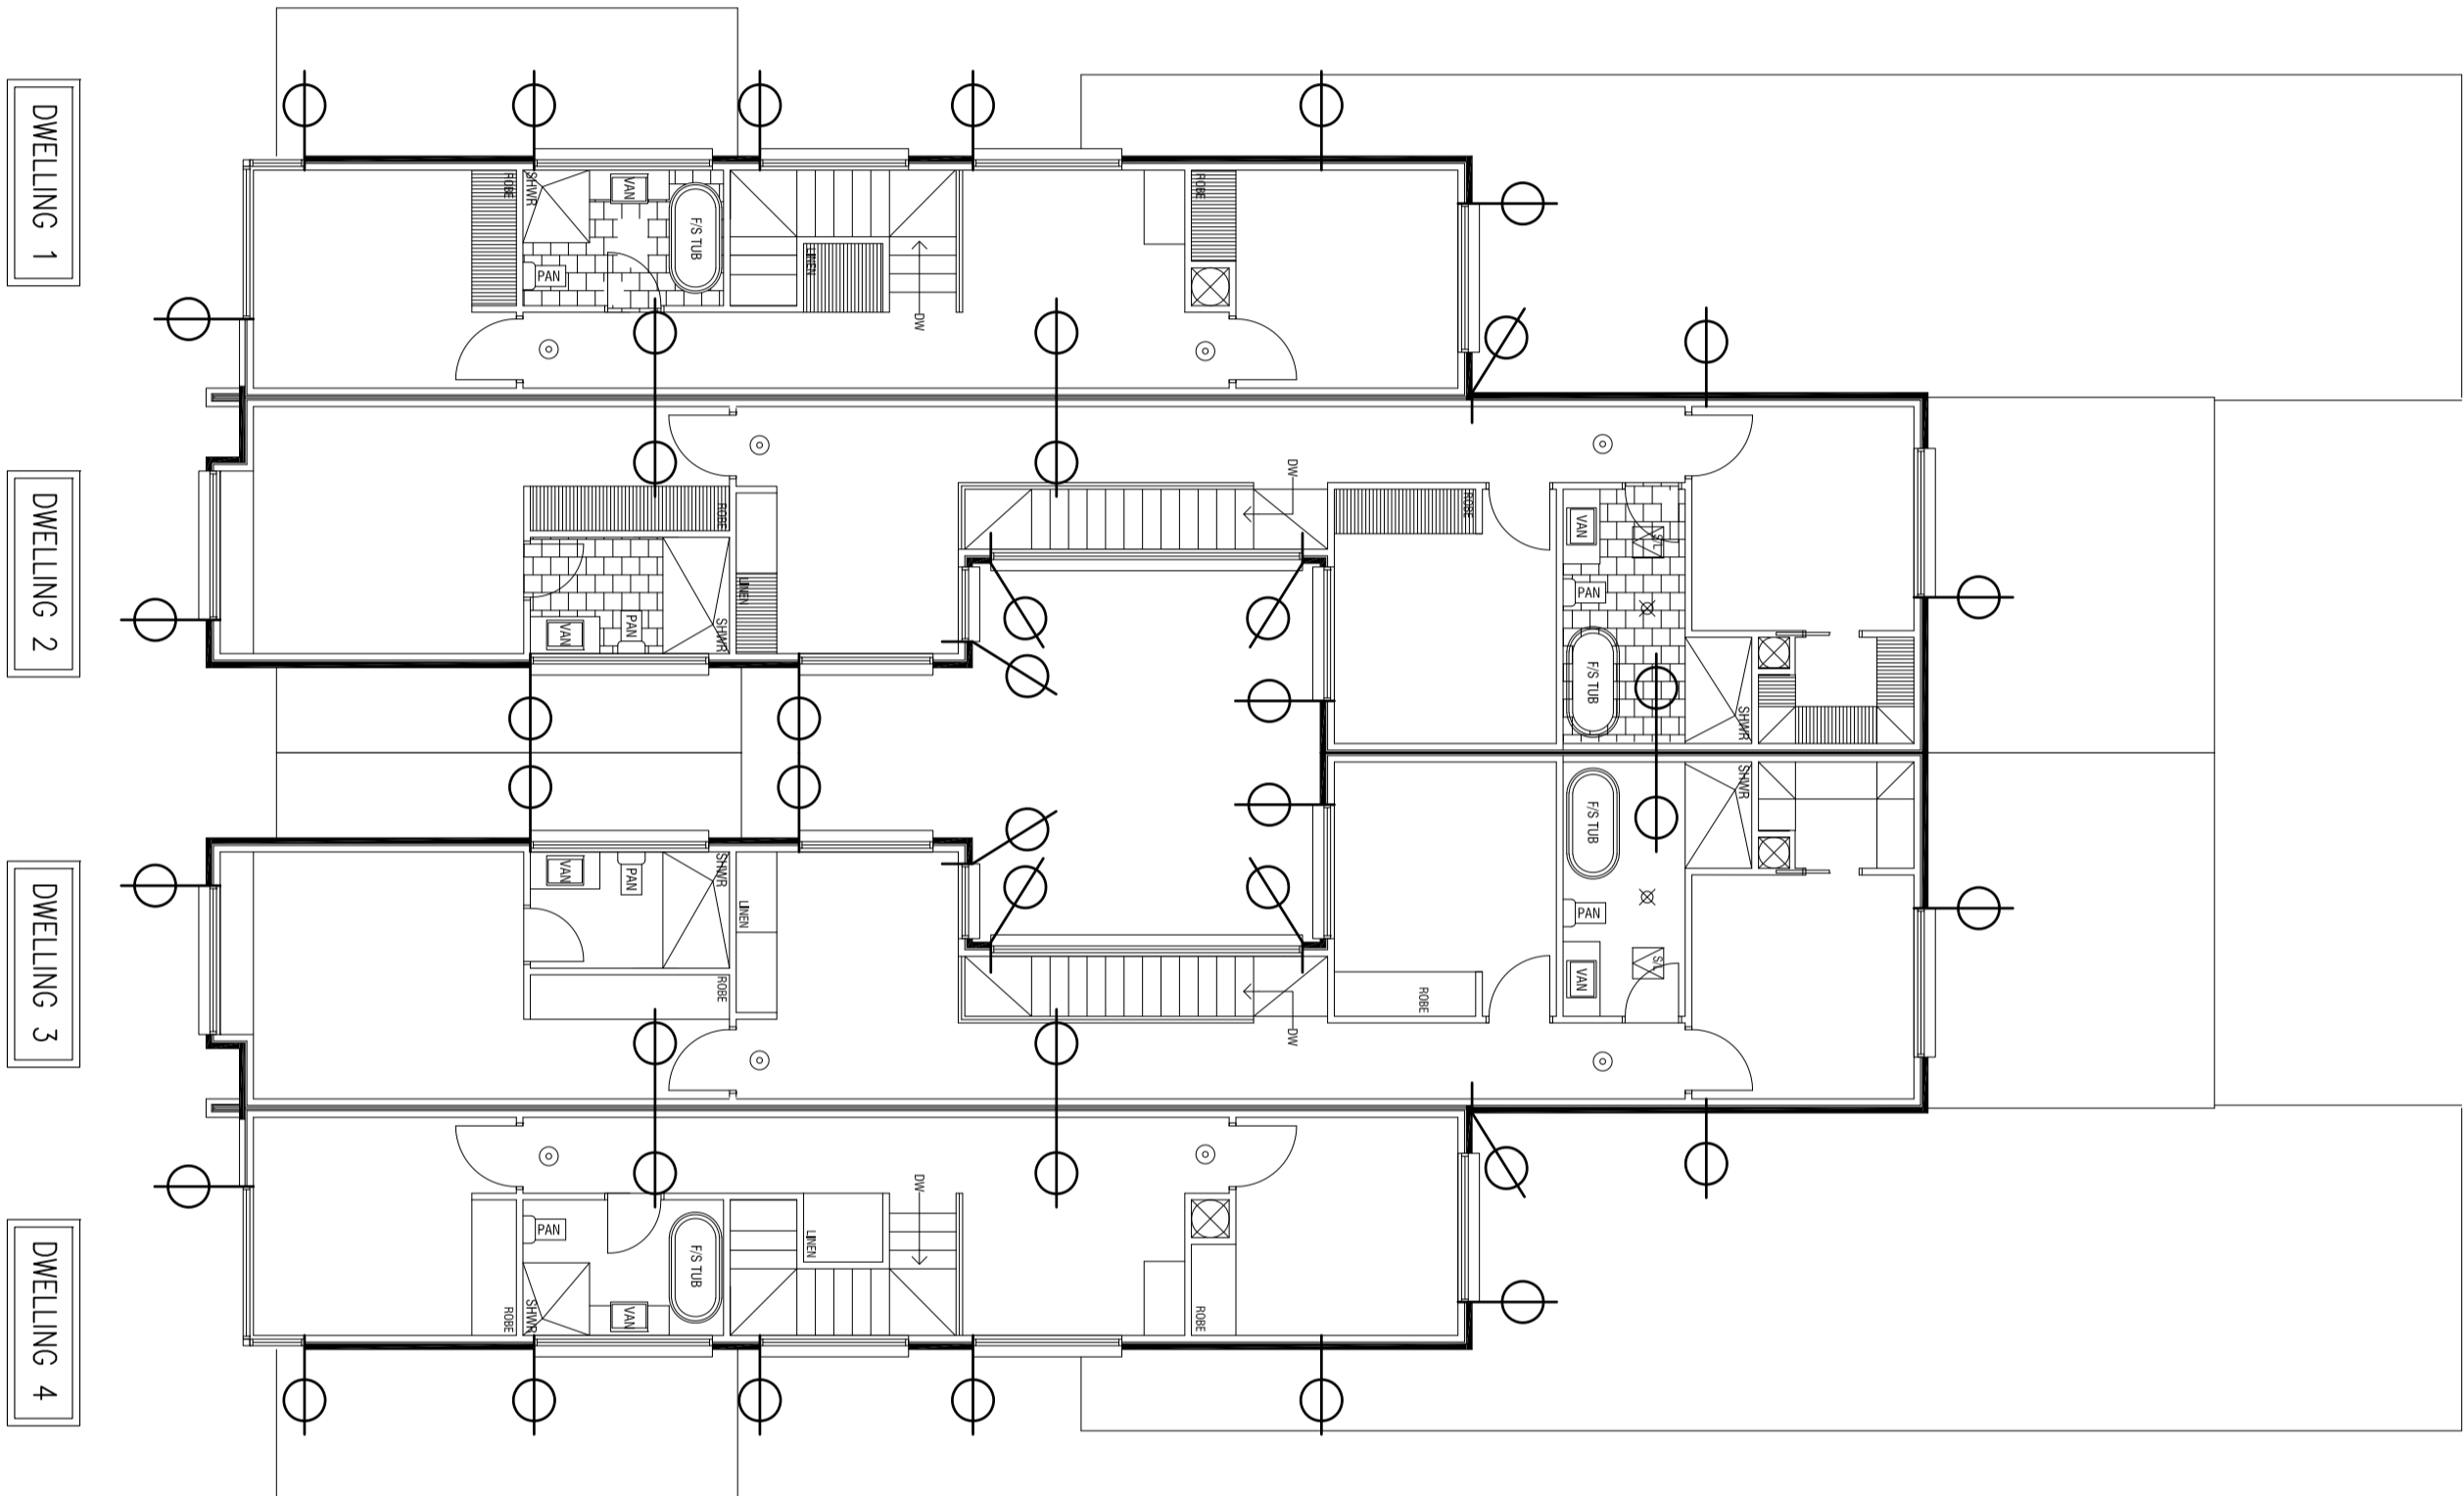 DWELLING 1
ROBE
SHWR
VAN
F/S TUB
PAN
LINEN
DW
ROBE
DWELLING 2
ROBE
SHWR
VAN
PAN
LINEN
DW
ROBE
VAN
S/L
PAN
F/S TUB
SHWR
DWELLING 3
VAN
PAN
SHWR
LINEN
ROBE
DW
ROBE
F/S TUB
PAN
S/L
VAN
SHWR
DWELLING 4
PAN
SHWR
ROBE
VAN
F/S TUB
LINEN
DW
ROBE